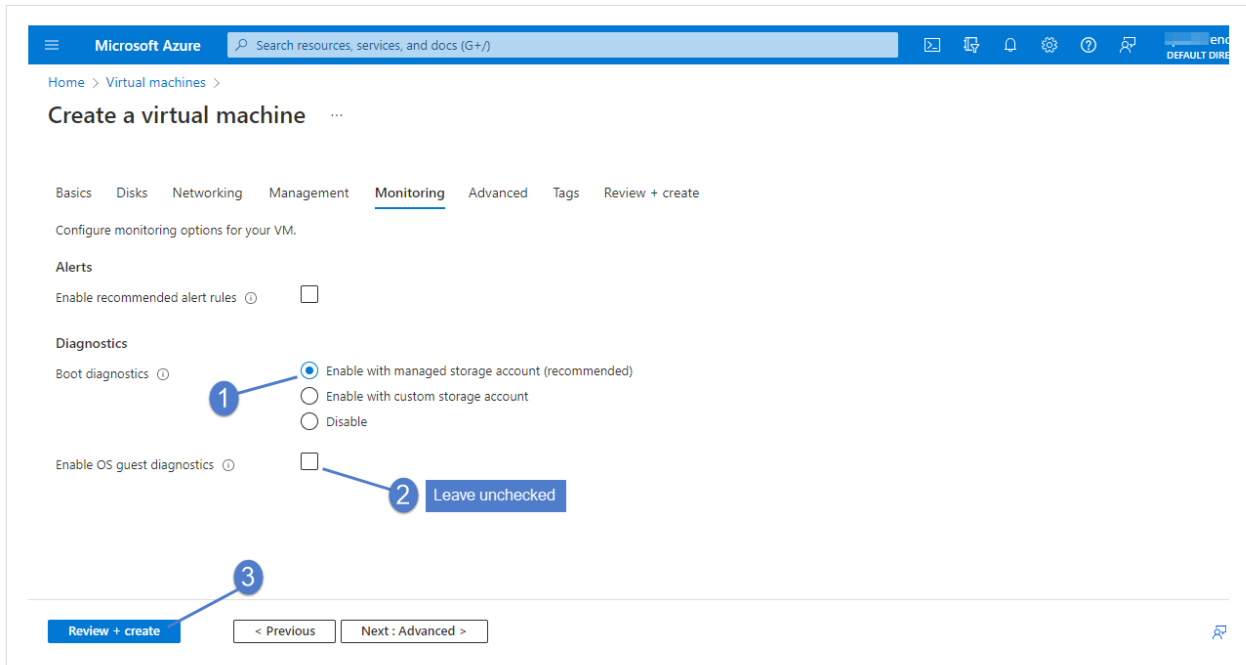 Microsoft Azure
Search resources, services, and docs (G+/)
Home > Virtual machines >
DEFAULT DIRE
Create a virtual machine ...
Basics Disks Networking Management Monitoring Advanced Tags Review + create
Configure monitoring options for your VM.
Alerts
Enable recommended alert rules
Diagnostics
Boot diagnostics
Enable with managed storage account (recommended)
1
Enable with custom storage account
Disable
Enable OS guest diagnostics
2 Leave unchecked
3
Review + create < Previous Next : Advanced >